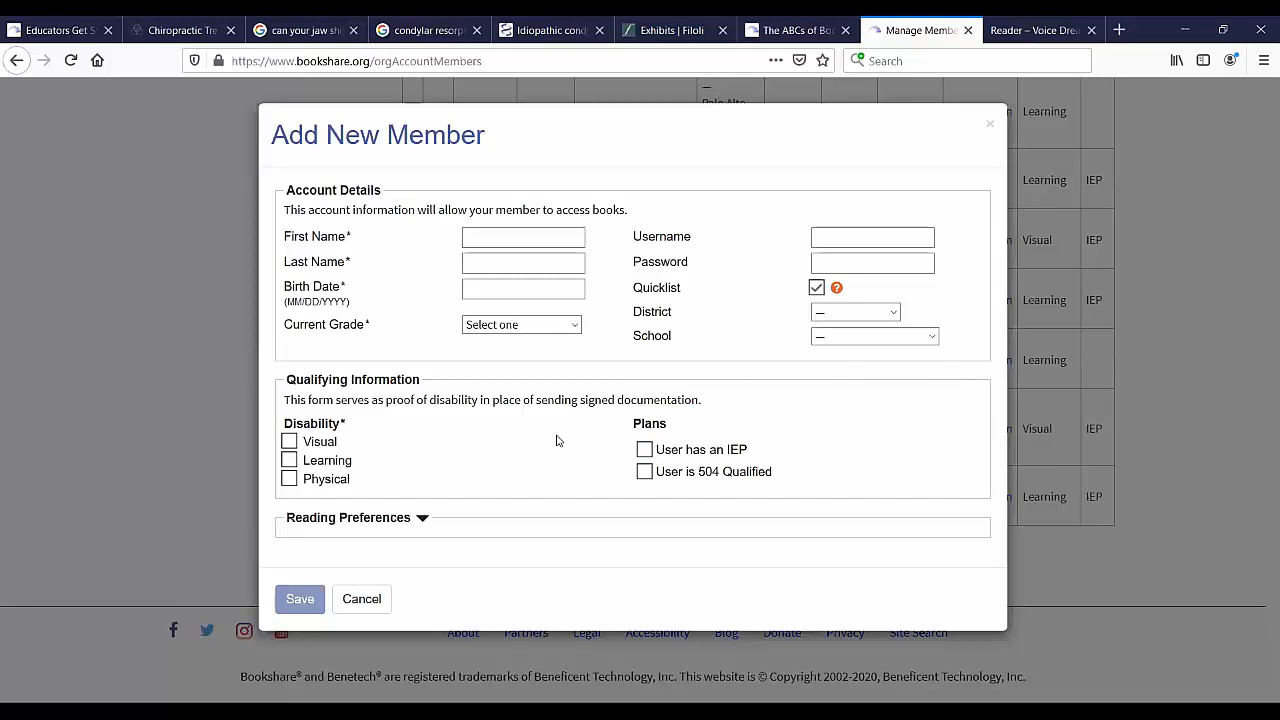 Educators Get S
Chiropractic Tre
can your jaw sh
condylar resorp
Idiopathic cond
Exhibits | Filoli
The ABCs of Boo
Manage Membe
Reader – Voice Drea
https://www.bookshare.org/orgAccountMembers
Search
Palo Alto
Learning
Add New Member
Account Details
This account information will allow your member to access books.
First Name*
Username
Last Name*
Password
Birth Date*
(MM/DD/YYYY)
Quicklist
?
Current Grade*
Select one
District
—
School
—
Learning IEP
Visual IEP
Learning IEP
Learning
Visual IEP
Learning IEP
Qualifying Information
This form serves as proof of disability in place of sending signed documentation.
Disability*
Visual
Learning
Physical
Plans
User has an IEP
User is 504 Qualified
Reading Preferences
Save
Cancel
About Partners Legal Accessibility Blog Donate Privacy Site Search
Bookshare® and Benetech® are registered trademarks of Beneficent Technology, Inc. This website is © Copyright 2002-2020, Beneficent Technology, Inc.